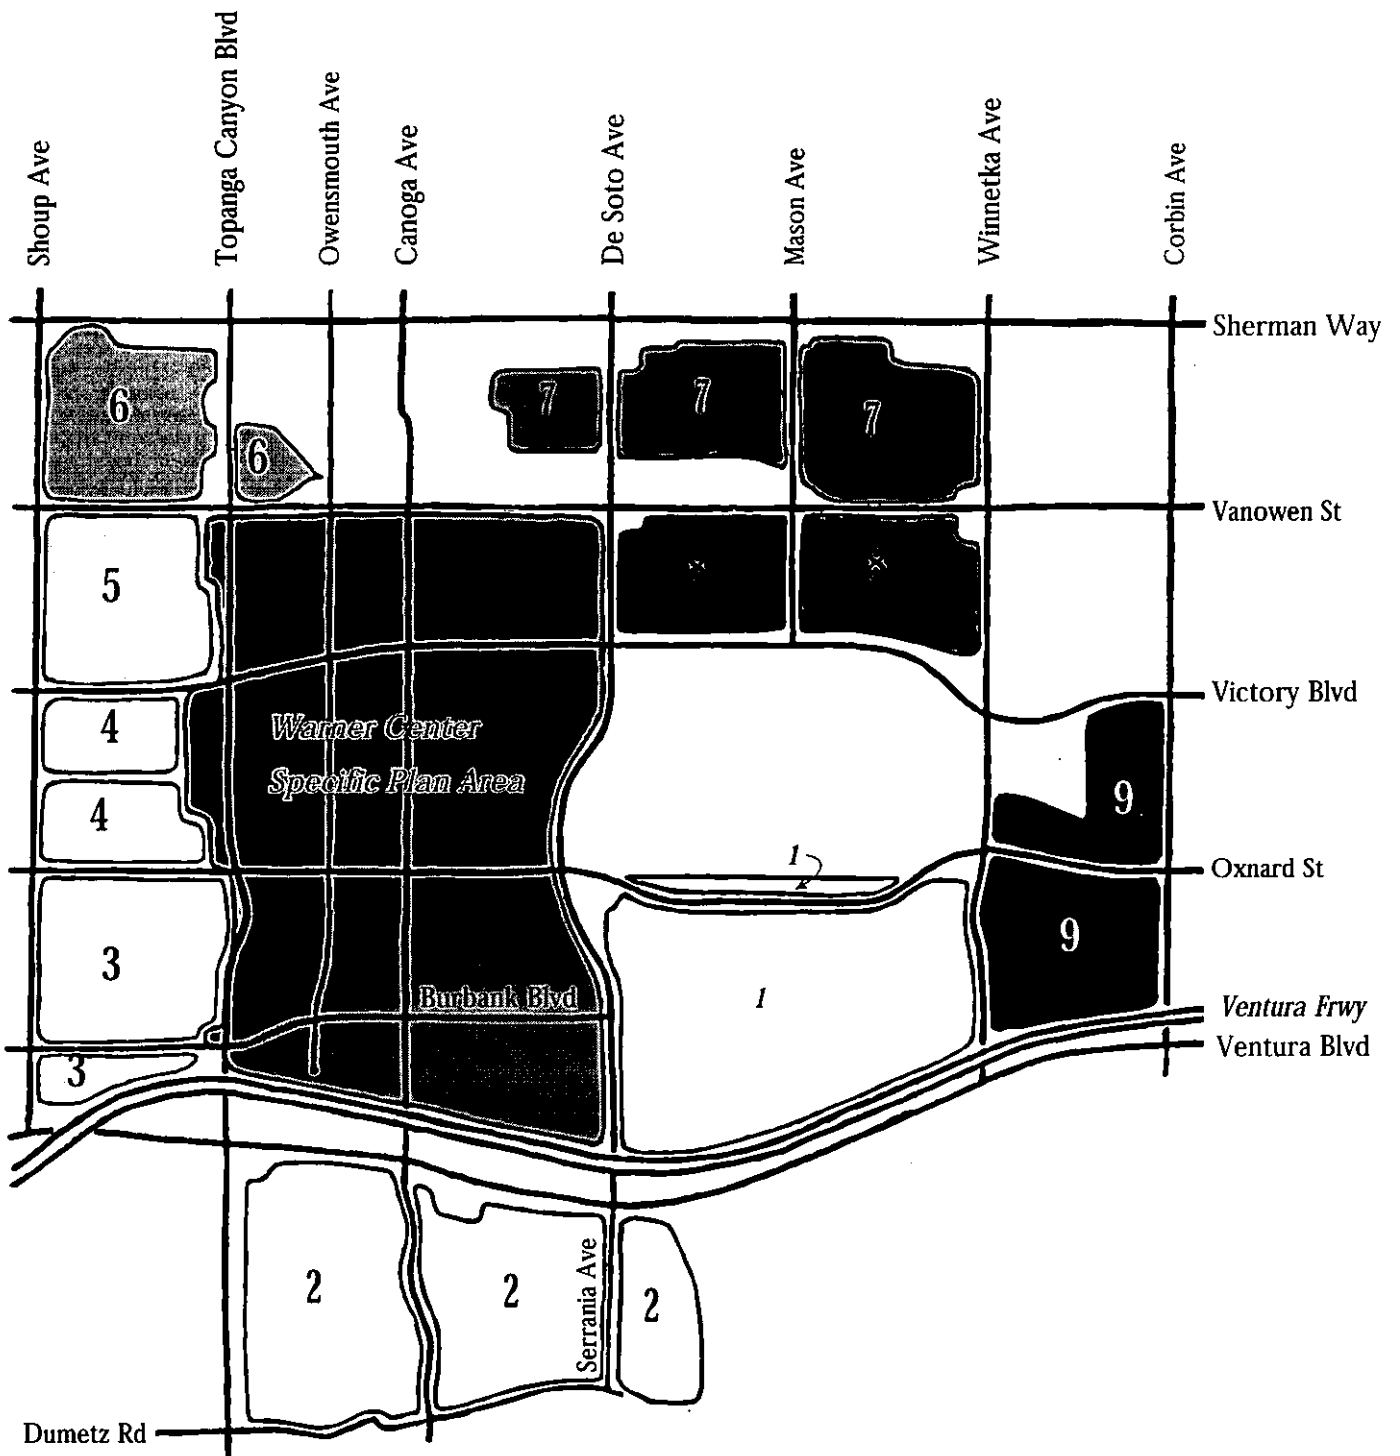 Shoup Ave
Topanga Canyon Blvd
Owensmouth Ave
Canoga Ave
De Soto Ave
Mason Ave
Winnetka Ave
Corbin Ave
Sherman Way
6
7
7
7
6
Vanowen St
5
Victory Blvd
4
Warner Center
Specific Plan Area
9
4
1
Oxnard St
3
9
1
Burbank Blvd
Ventura Frwy
Ventura Blvd
3
2
2
Serrania Ave
2
Dumetz Rd